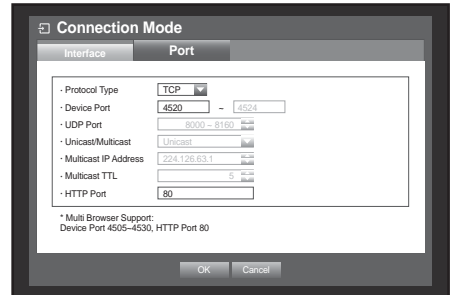 Connection Mode
Interface Port
· Protocol Type TCP
· Device Port 4520 ~ 4524
· UDP Port 8000 ~ 8160
· Unicast/Multicast Unicast
· Multicast IP Address 224.126.63.1
· Multicast TTL 5
· HTTP Port 80
* Multi Browser Support:
Device Port 4505~4530, HTTP Port 80
OK Cancel